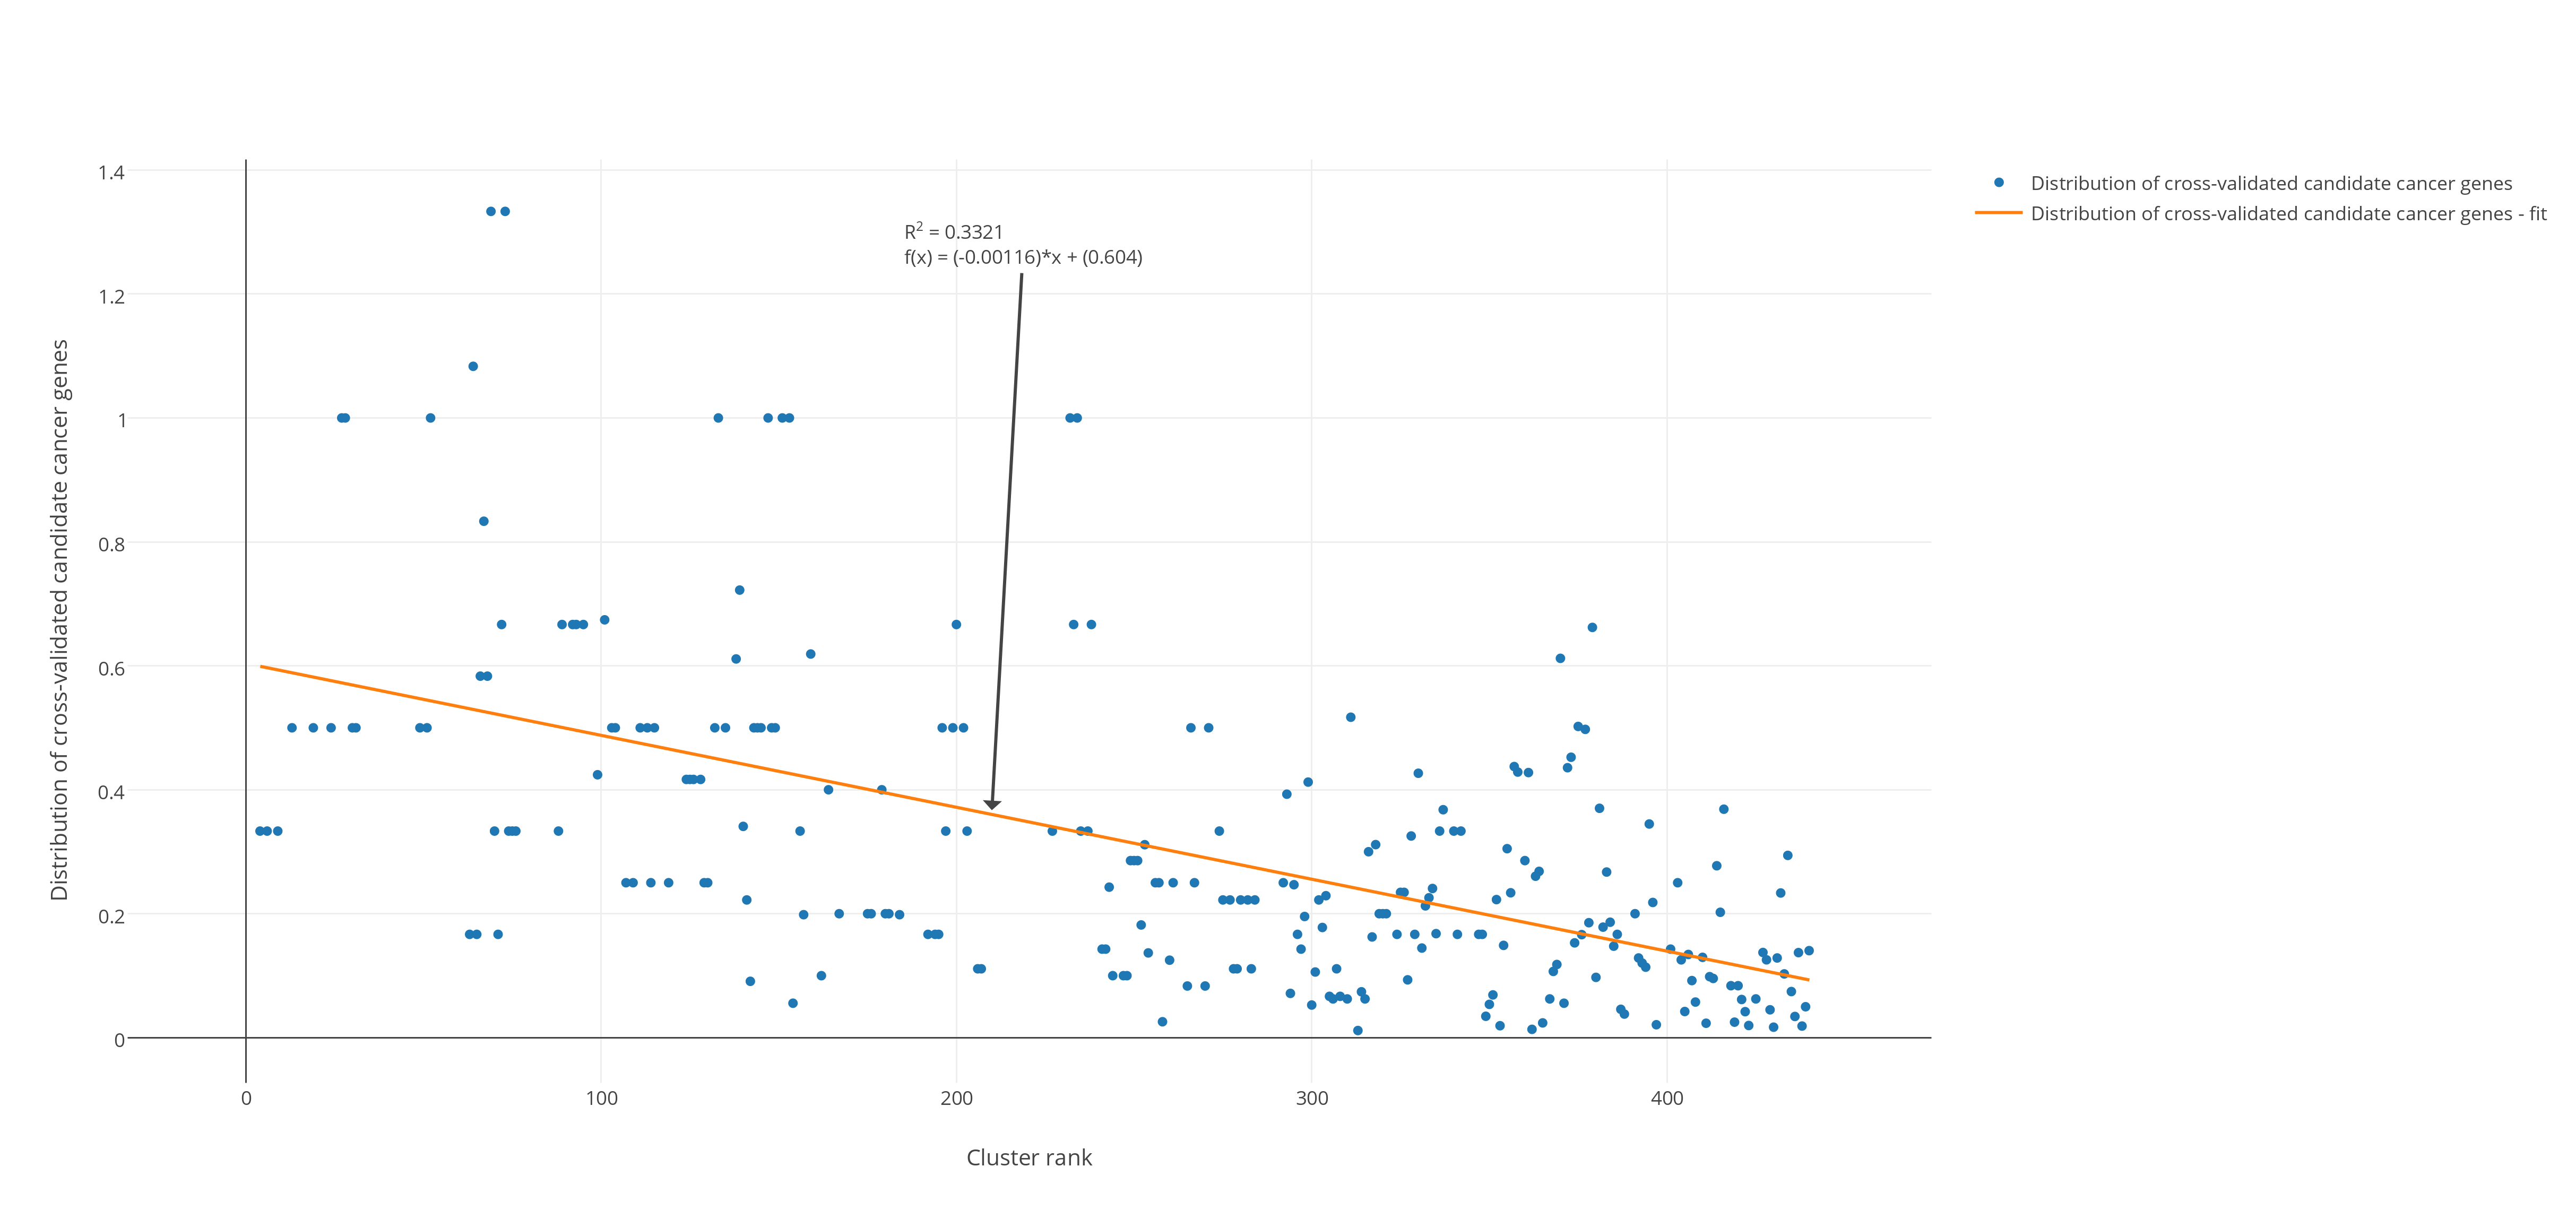 1.4
1.2
1
0.8
0.6
0.4
0.2
0
0
100
200
300
400
Cluster rank
Distribution of cross-validated candidate cancer genes
R² = 0.3321
f(x) = (-0.00116)*x + (0.604)
Distribution of cross-validated candidate cancer genes
Distribution of cross-validated candidate cancer genes - fit